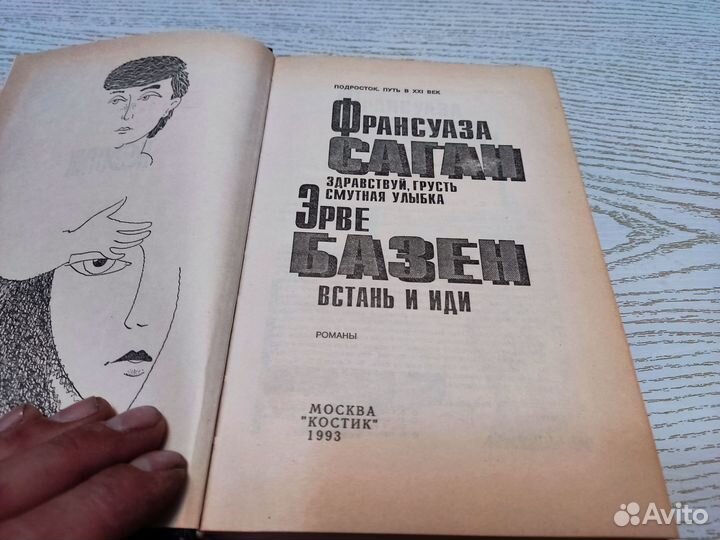 ПОДРОСТОК. ПУТЬ В XXI ВЕК
ФРАНСУАЗА
САГАН
ЗДРАВСТВУЙ, ГРУСТЬ
СМУТНАЯ УЛЫБКА
ЭРВЕ
БАЗЕН
ВСТАНЬ И ИДИ
РОМАНЫ
МОСКВА
"КОСТИК"
1993
Avito